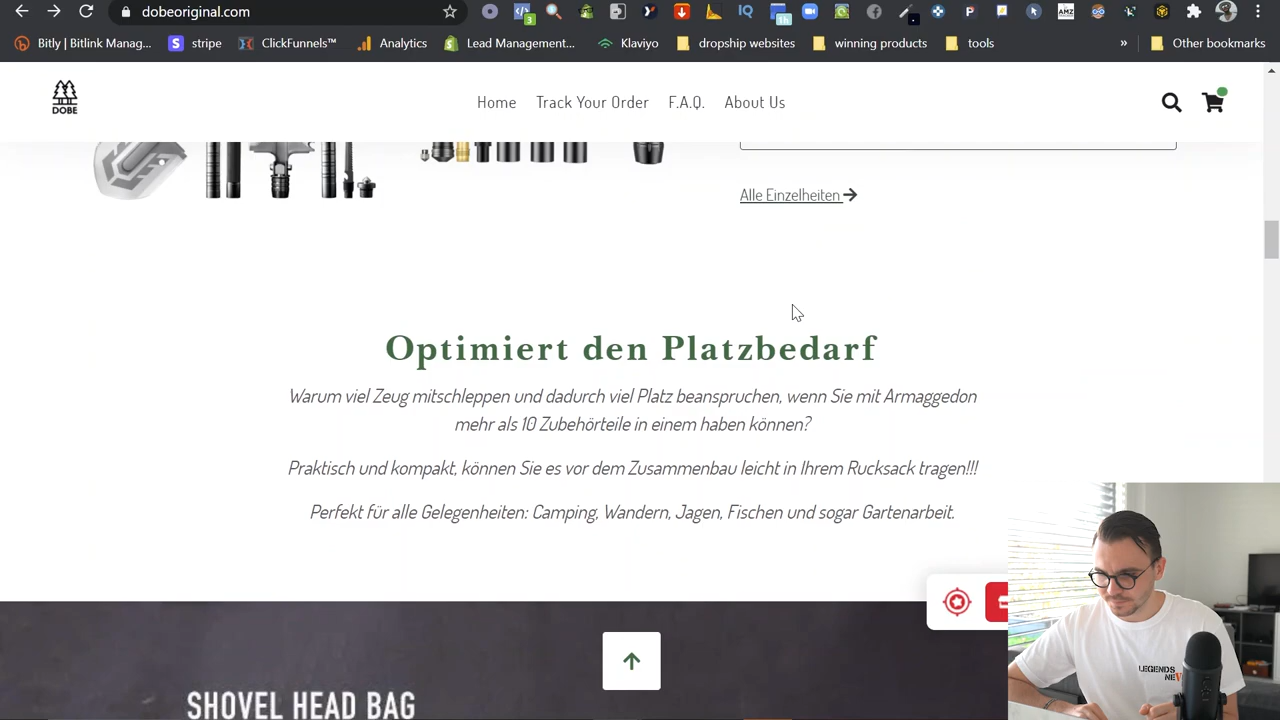 dobeoriginal.com
3
1h
AMZ
Bitly | Bitlink Manag...
stripe
ClickFunnels™
Analytics
Lead Management...
Klaviyo
dropship websites
winning products
tools
»
Other bookmarks
DOBE
Home
Track Your Order
F.A.Q.
About Us
Alle Einzelheiten
Optimiert den Platzbedarf
Warum viel Zeug mitschleppen und dadurch viel Platz beanspruchen, wenn Sie mit Armaggedon
mehr als 10 Zubehörteile in einem haben können?
Praktisch und kompakt, können Sie es vor dem Zusammenbau leicht in Ihrem Rucksack tragen!!!
Perfekt für alle Gelegenheiten: Camping, Wandern, Jagen, Fischen und sogar Gartenarbeit.
SHOVEL HEAD BAG
LEGENDS